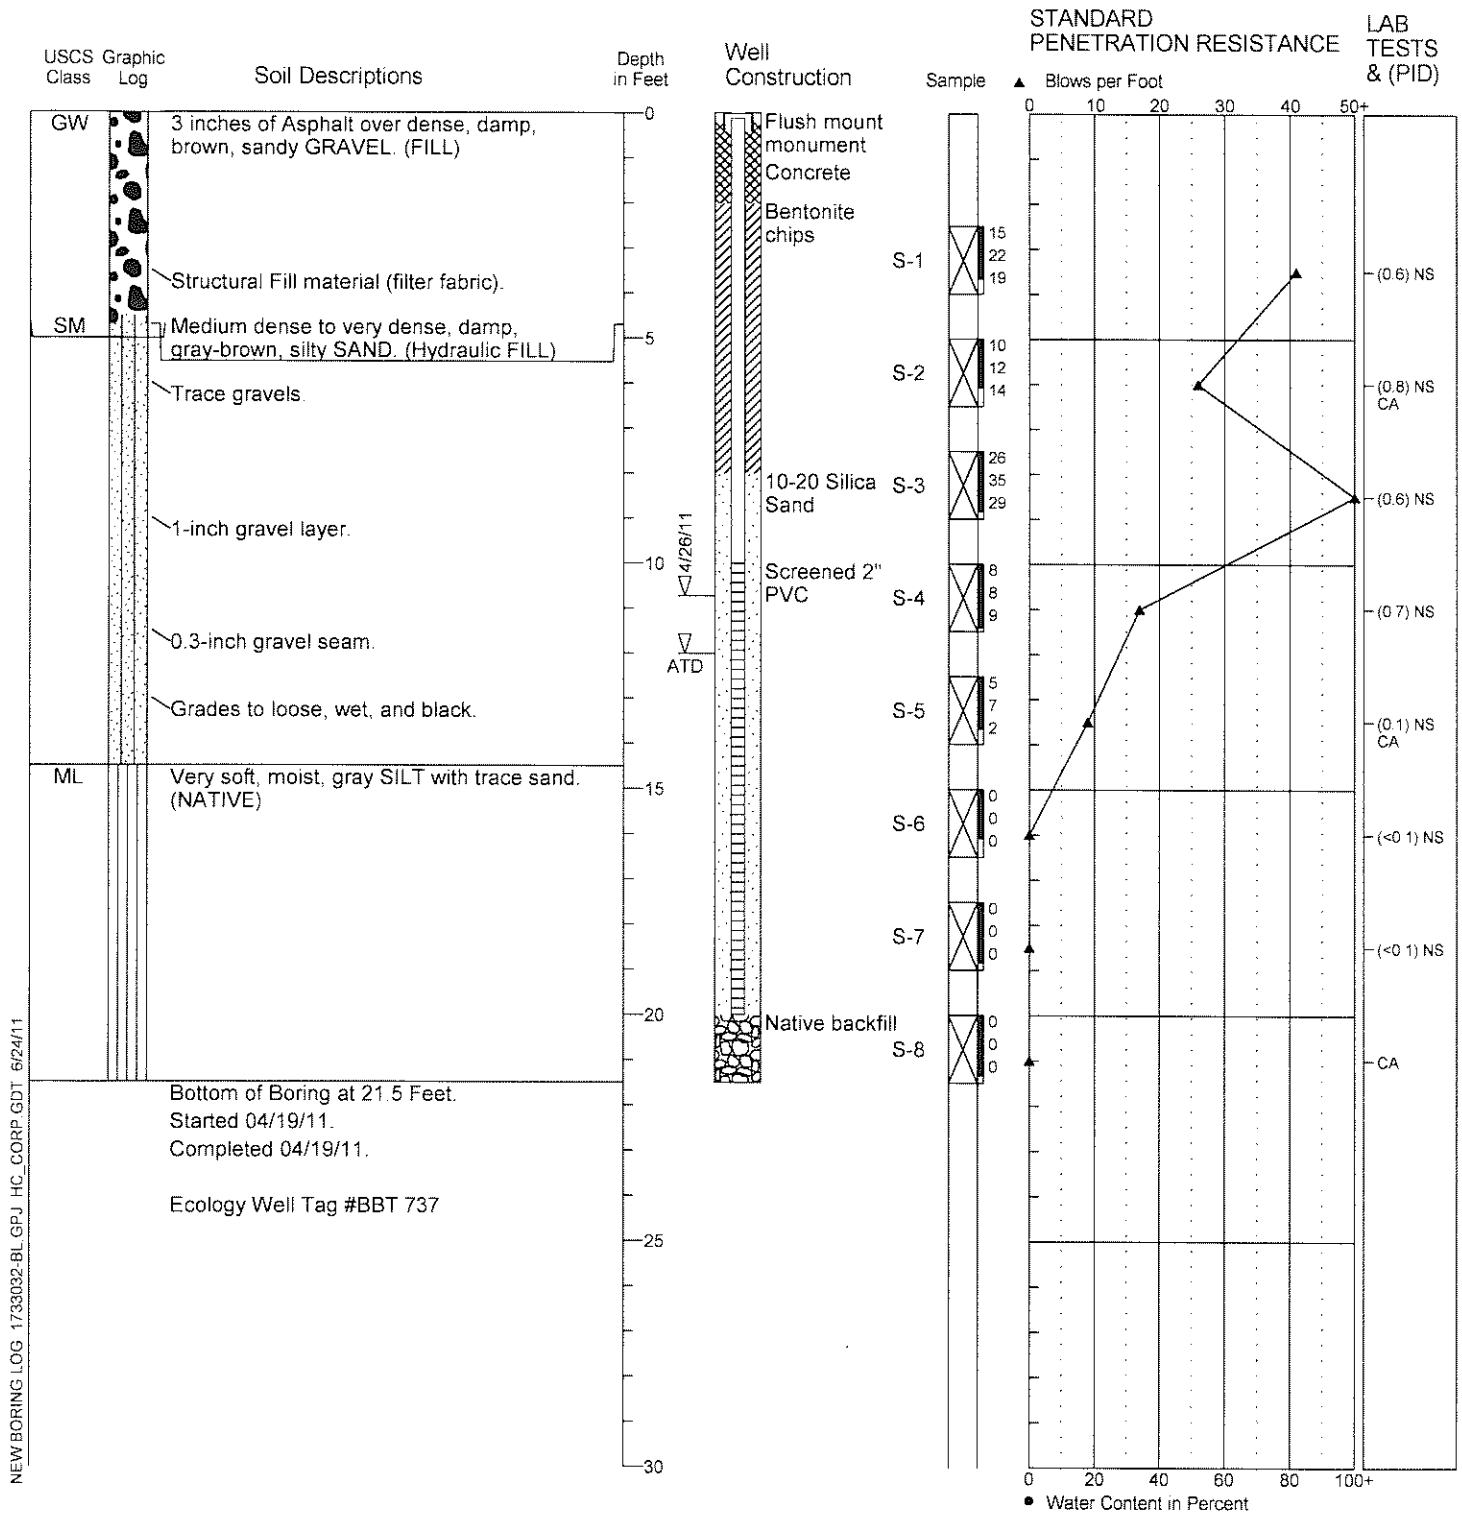 USCS Class
Graphic Log
Soil Descriptions
Depth in Feet
Well Construction
Sample
STANDARD PENETRATION RESISTANCE
▲ Blows per Foot
LAB TESTS & (PID)
0 10 20 30 40 50+
GW
3 inches of Asphalt over dense, damp,
brown, sandy GRAVEL. (FILL)
Structural Fill material (filter fabric).
SM
Medium dense to very dense, damp,
gray-brown, silty SAND. (Hydraulic FILL)
Trace gravels.
1-inch gravel layer.
0.3-inch gravel seam.
Grades to loose, wet, and black.
ML
Very soft, moist, gray SILT with trace sand.
(NATIVE)
Bottom of Boring at 21.5 Feet.
Started 04/19/11.
Completed 04/19/11.
Ecology Well Tag #BBT 737
0
5
10
15
20
25
30
4/26/11
ATD
Flush mount
monument
Concrete
Bentonite
chips
10-20 Silica
Sand
Screened 2"
PVC
Native backfill
S-1
15
22
19
(0.6) NS
S-2
10
12
14
(0.8) NS
CA
S-3
26
35
29
(0.6) NS
S-4
8
8
9
(0.7) NS
S-5
5
7
2
(0.1) NS
CA
S-6
0
0
0
(<0.1) NS
S-7
0
0
0
(<0.1) NS
S-8
0
0
0
CA
0 20 40 60 80 100+
● Water Content in Percent
NEW BORING LOG 1733032-BL.GPJ HC_CORP.GDT 6/24/11